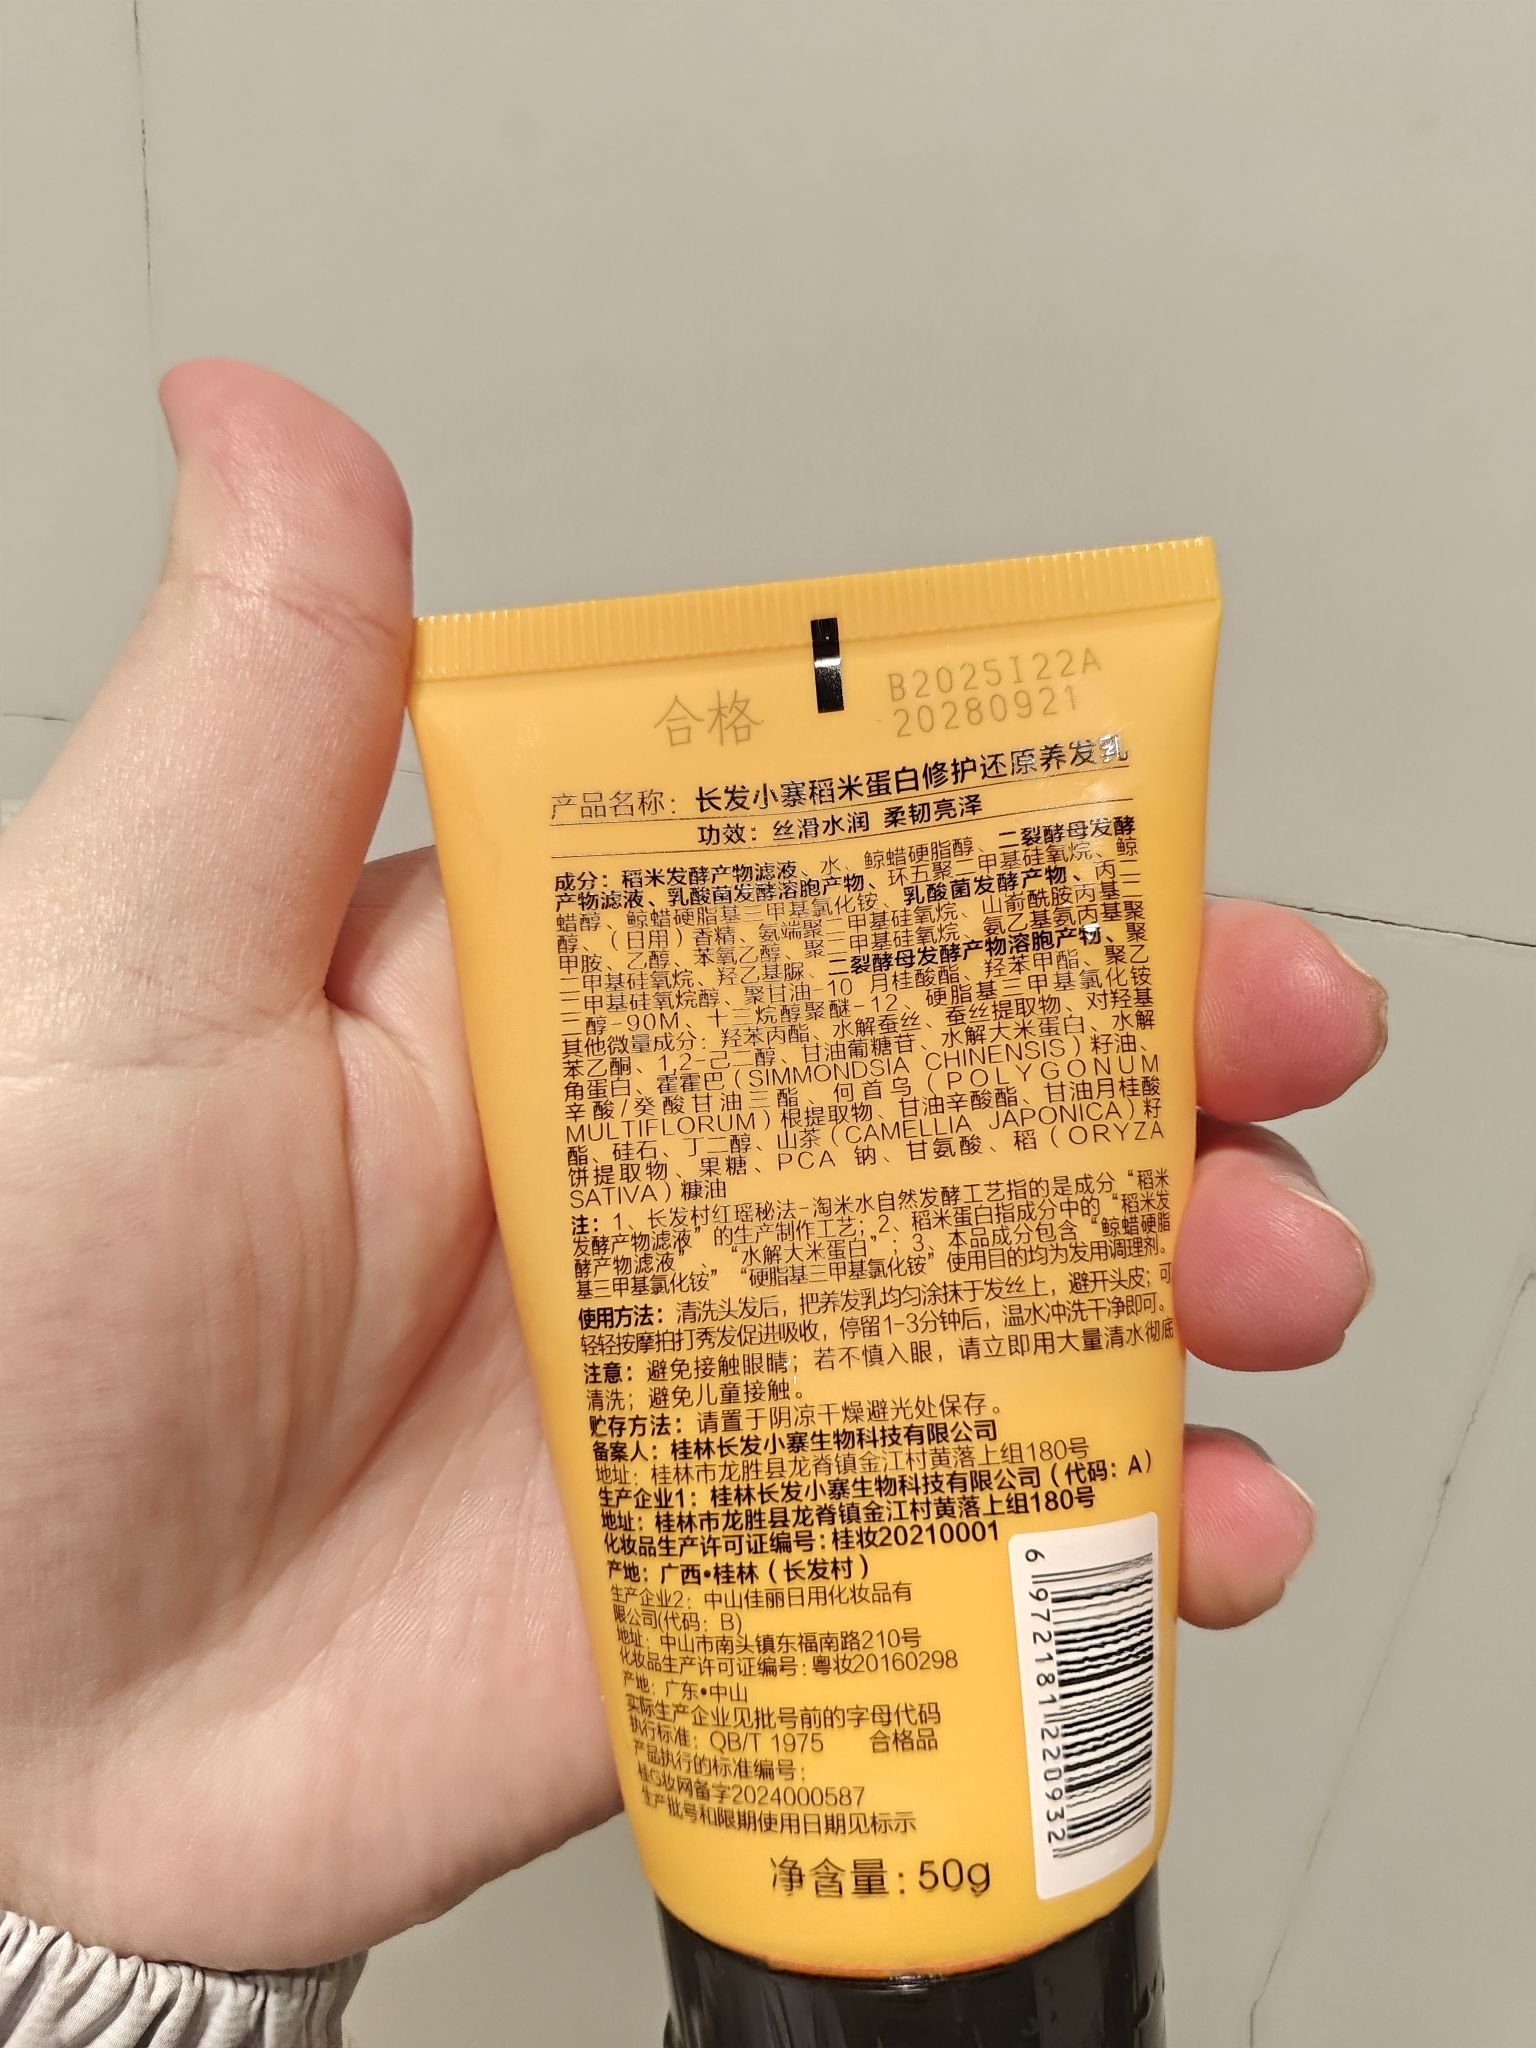 合格
B2025I22A
20280921
产品名称：长发小寨稻米蛋白修护还原养发乳
功效：丝滑水润 柔韧亮泽
成分：稻米发酵产物滤液、水、鲸蜡硬脂醇、二裂酵母发酵
产物滤液、乳酸菌发酵溶胞产物、环五聚二甲基硅氧烷、鲸
蜡醇、鲸蜡硬脂基三甲基氯化铵、乳酸菌发酵产物、丙二
醇、（日用）香精、氨端聚二甲基硅氧烷、山嵛酰胺丙基二
甲胺、乙醇、苯氧乙醇、聚二甲基硅氧烷、氨乙基氨丙基聚
二甲基硅氧烷、羟乙基脲、二裂酵母发酵产物溶胞产物、聚
二甲基硅氧烷醇、聚甘油-10 月桂酸酯、羟苯甲酯、聚乙
二醇-90M、十三烷醇聚醚-12、硬脂基三甲基氯化铵
其他微量成分：羟苯丙酯、水解蚕丝、蚕丝提取物、对羟基
苯乙酮、1,2-己二醇、甘油葡糖苷、水解大米蛋白、水解
角蛋白、霍霍巴（SIMMONDSIA CHINENSIS）籽油、
辛酸/癸酸甘油三酯、何首乌（POLYGONUM
MULTIFLORUM）根提取物、甘油辛酸酯、甘油月桂酸
酯、硅石、丁二醇、山茶（CAMELLIA JAPONICA）籽
饼提取物、果糖、PCA 钠、甘氨酸、稻（ORYZA
SATIVA）糠油
注：1、长发村红瑶秘法-淘米水自然发酵工艺指的是成分“稻米
发酵产物滤液”的生产制作工艺；2、稻米蛋白指成分中的“稻米发
酵产物滤液”、“水解大米蛋白”；3、本品成分包含“鲸蜡硬脂
基三甲基氯化铵”“硬脂基三甲基氯化铵”使用目的均为发用调理剂。
使用方法：清洗头发后，把养发乳均匀涂抹于发丝上，避开头皮；可
轻轻按摩拍打秀发促进吸收，停留1-3分钟后，温水冲洗干净即可。
注意：避免接触眼睛；若不慎入眼，请立即用大量清水彻底
清洗；避免儿童接触。
贮存方法：请置于阴凉干燥避光处保存。
备案人：桂林长发小寨生物科技有限公司
地址：桂林市龙胜县龙脊镇金江村黄落上组180号
生产企业1：桂林长发小寨生物科技有限公司（代码：A）
地址：桂林市龙胜县龙脊镇金江村黄落上组180号
化妆品生产许可证编号：桂妆20210001
产地：广西•桂林（长发村）
生产企业2：中山佳丽日用化妆品有
限公司(代码：B)
地址：中山市南头镇东福南路210号
化妆品生产许可证编号：粤妆20160298
产地：广东•中山
实际生产企业见批号前的字母代码
执行标准：QB/T 1975 合格品
产品执行的标准编号：
桂G妆网备字2024000587
生产批号和限期使用日期见标示
净含量：50g
6 972181 220932